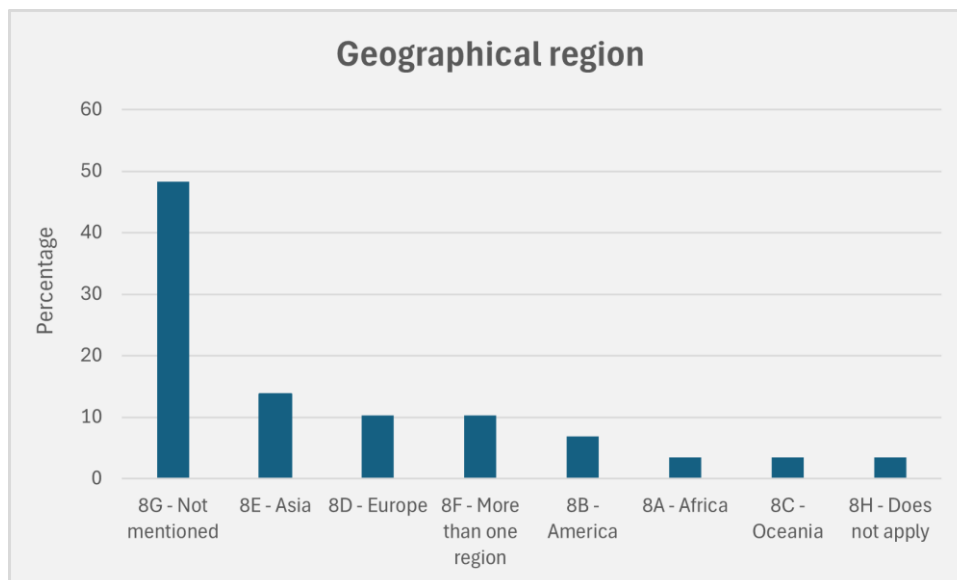 Geographical region
60
50
40
30
20
10
0
Percentage
8G - Not
mentioned
8E - Asia
8D - Europe
8F - More
than one
region
8B -
America
8A - Africa
8C -
Oceania
8H - Does
not apply